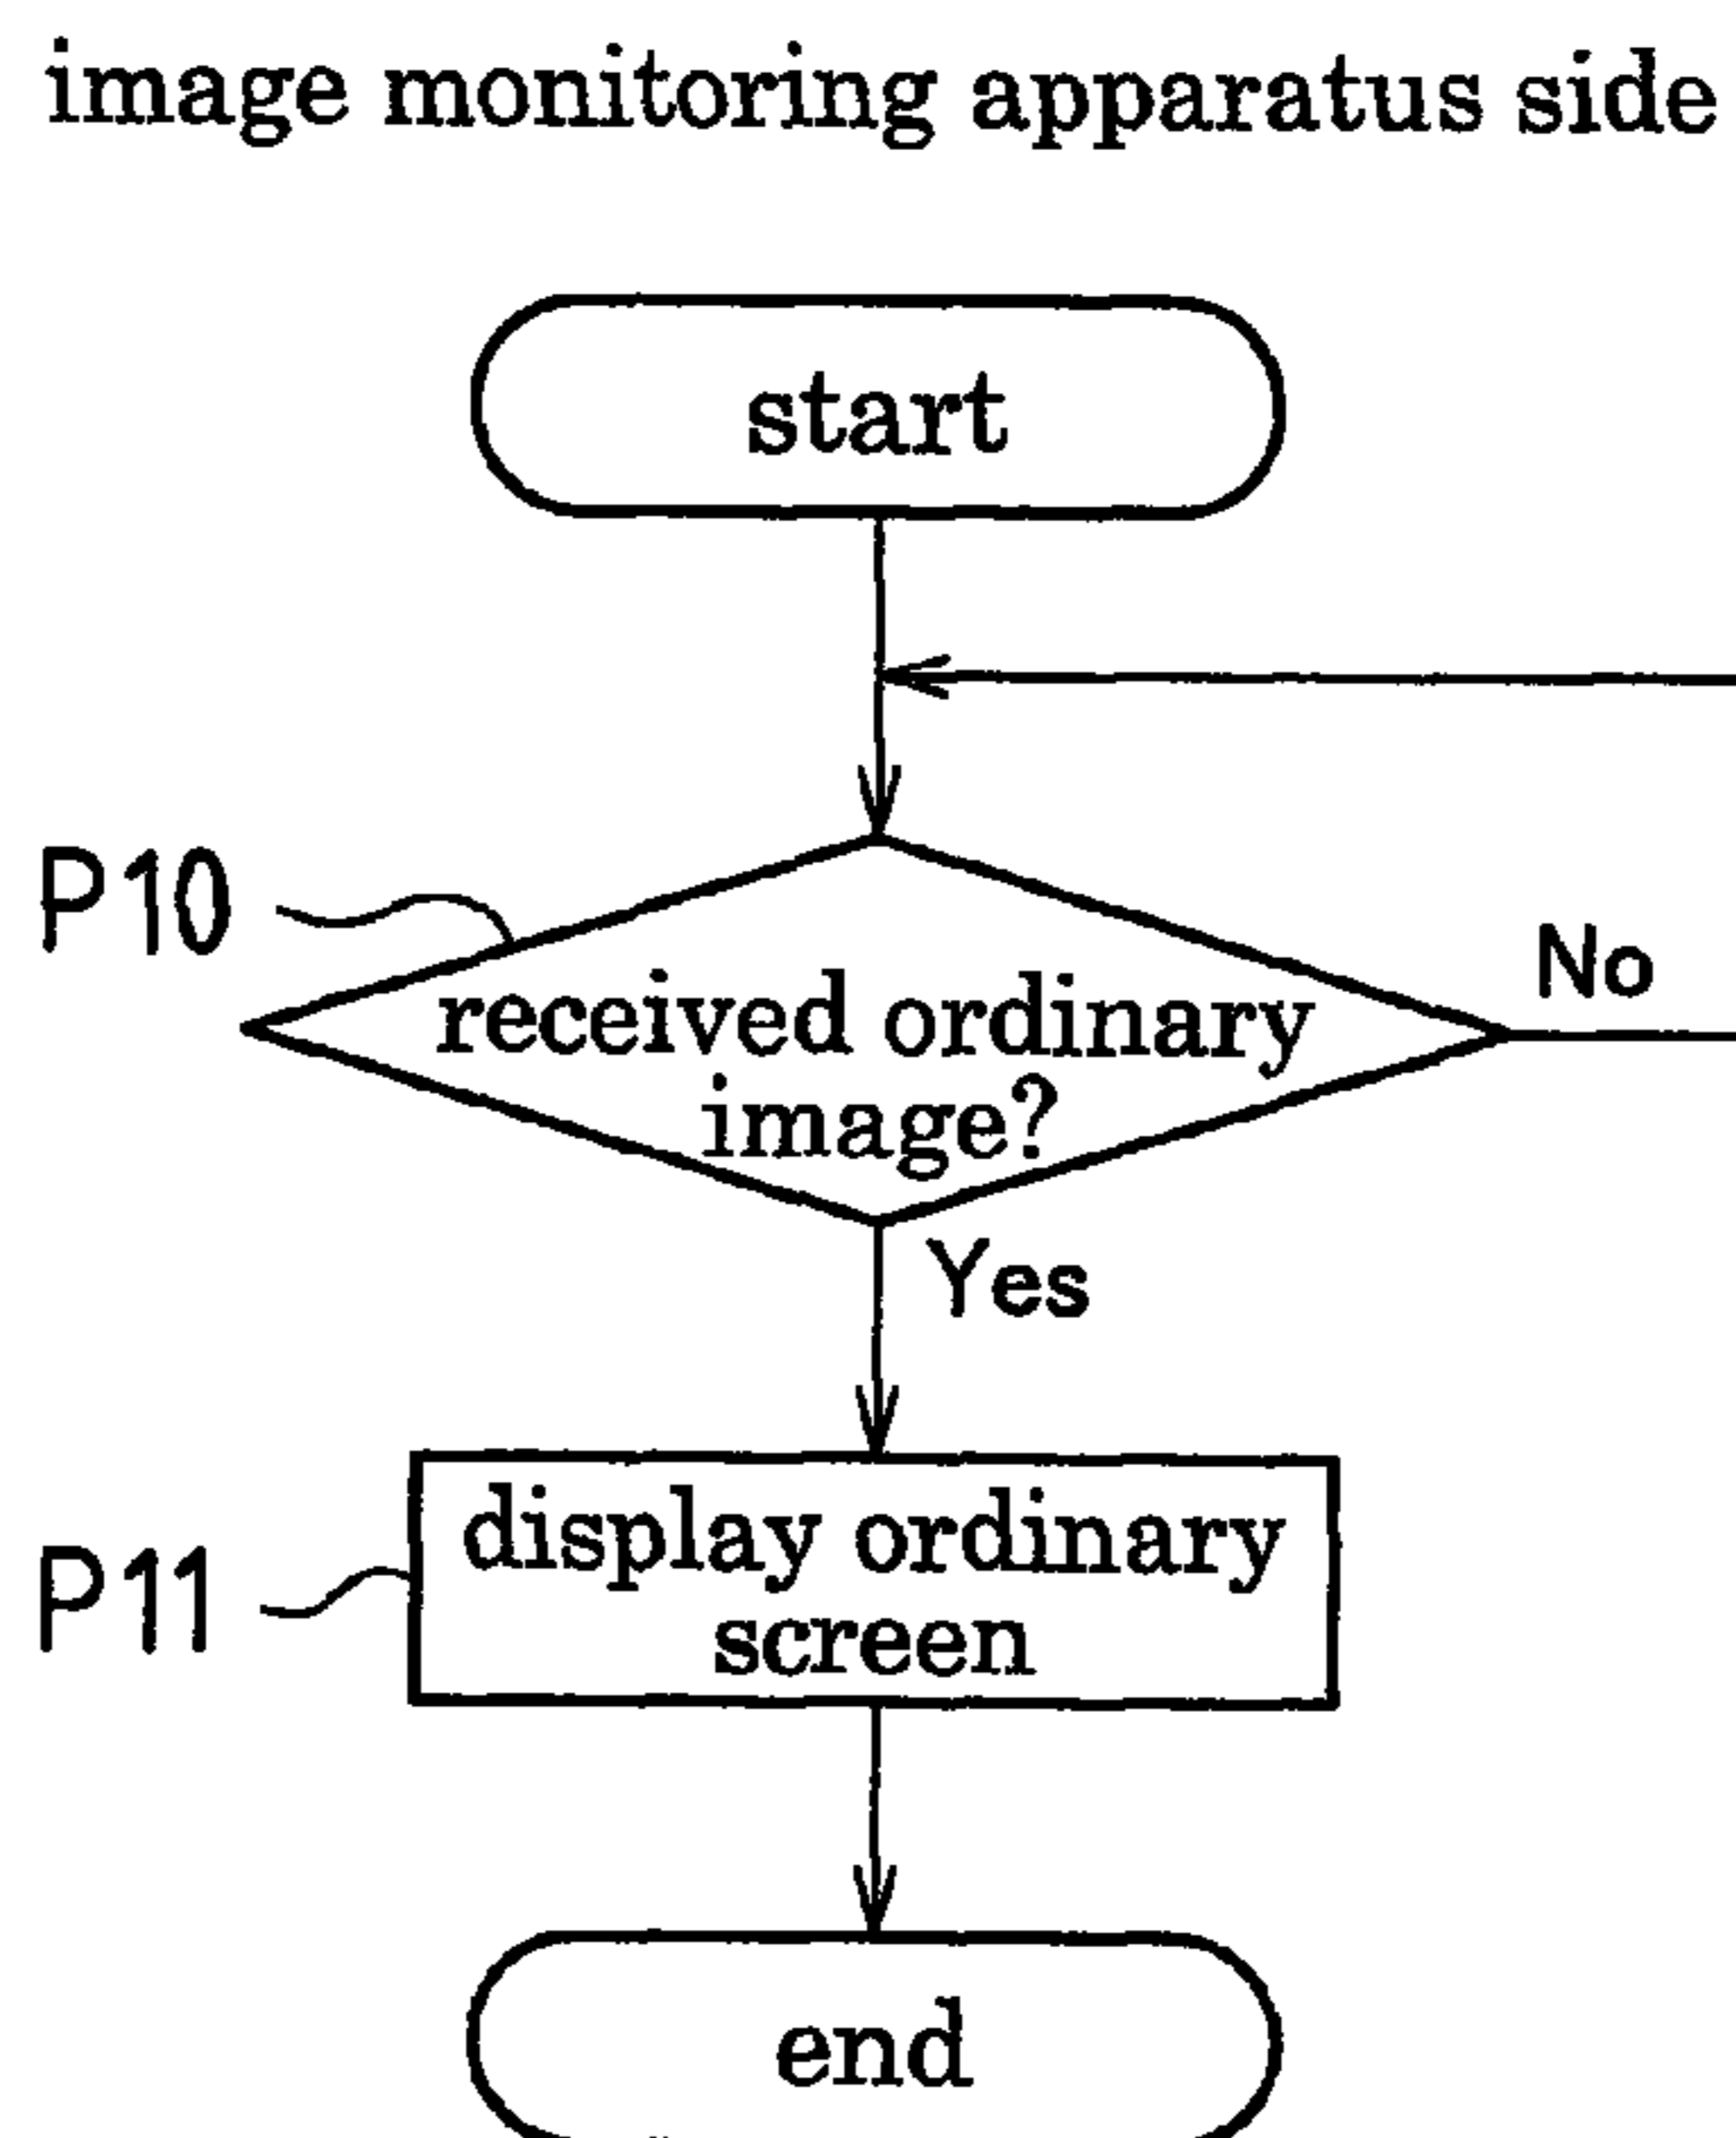 image monitoring apparatus side
start
P10
received ordinary
image?
No
Yes
P11
display ordinary
screen
end